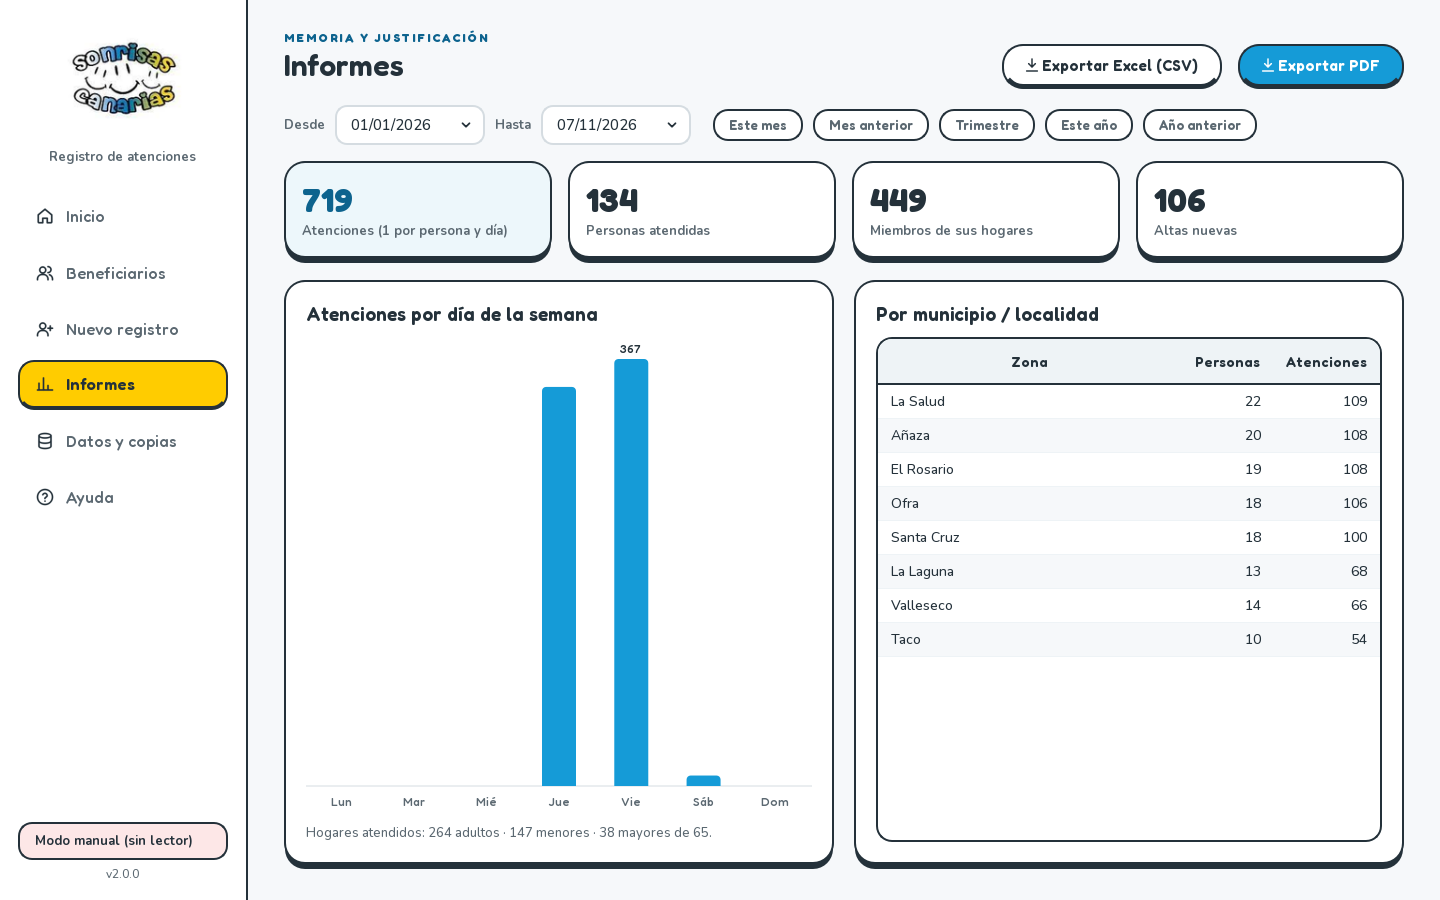 sonrisas
canarias
Registro de atenciones
Inicio
Beneficiarios
Nuevo registro
Informes
Datos y copias
Ayuda
Modo manual (sin lector)
v2.0.0
MEMORIA Y JUSTIFICACIÓN
Informes
Exportar Excel (CSV)
Exportar PDF
Desde
01/01/2026
Hasta
07/11/2026
Este mes
Mes anterior
Trimestre
Este año
Año anterior
719
Atenciones (1 por persona y día)
134
Personas atendidas
449
Miembros de sus hogares
106
Altas nuevas
Atenciones por día de la semana
367
Lun Mar Mié Jue Vie Sáb Dom
Hogares atendidos: 264 adultos · 147 menores · 38 mayores de 65.
Por municipio / localidad
Zona Personas Atenciones
La Salud 22 109
Añaza 20 108
El Rosario 19 108
Ofra 18 106
Santa Cruz 18 100
La Laguna 13 68
Valleseco 14 66
Taco 10 54